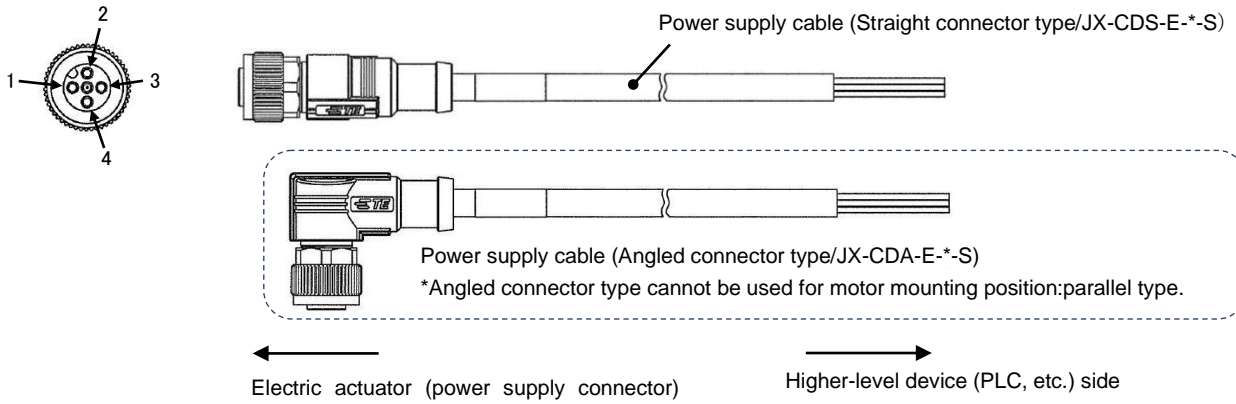 Power supply cable (Straight connector type/JX-CDS-E-*-S）
2
1
3
4
TE
TE
Power supply cable (Angled connector type/JX-CDA-E-*-S)
*Angled connector type cannot be used for motor mounting position:parallel type.
Electric actuator (power supply connector)
Higher-level device (PLC, etc.) side